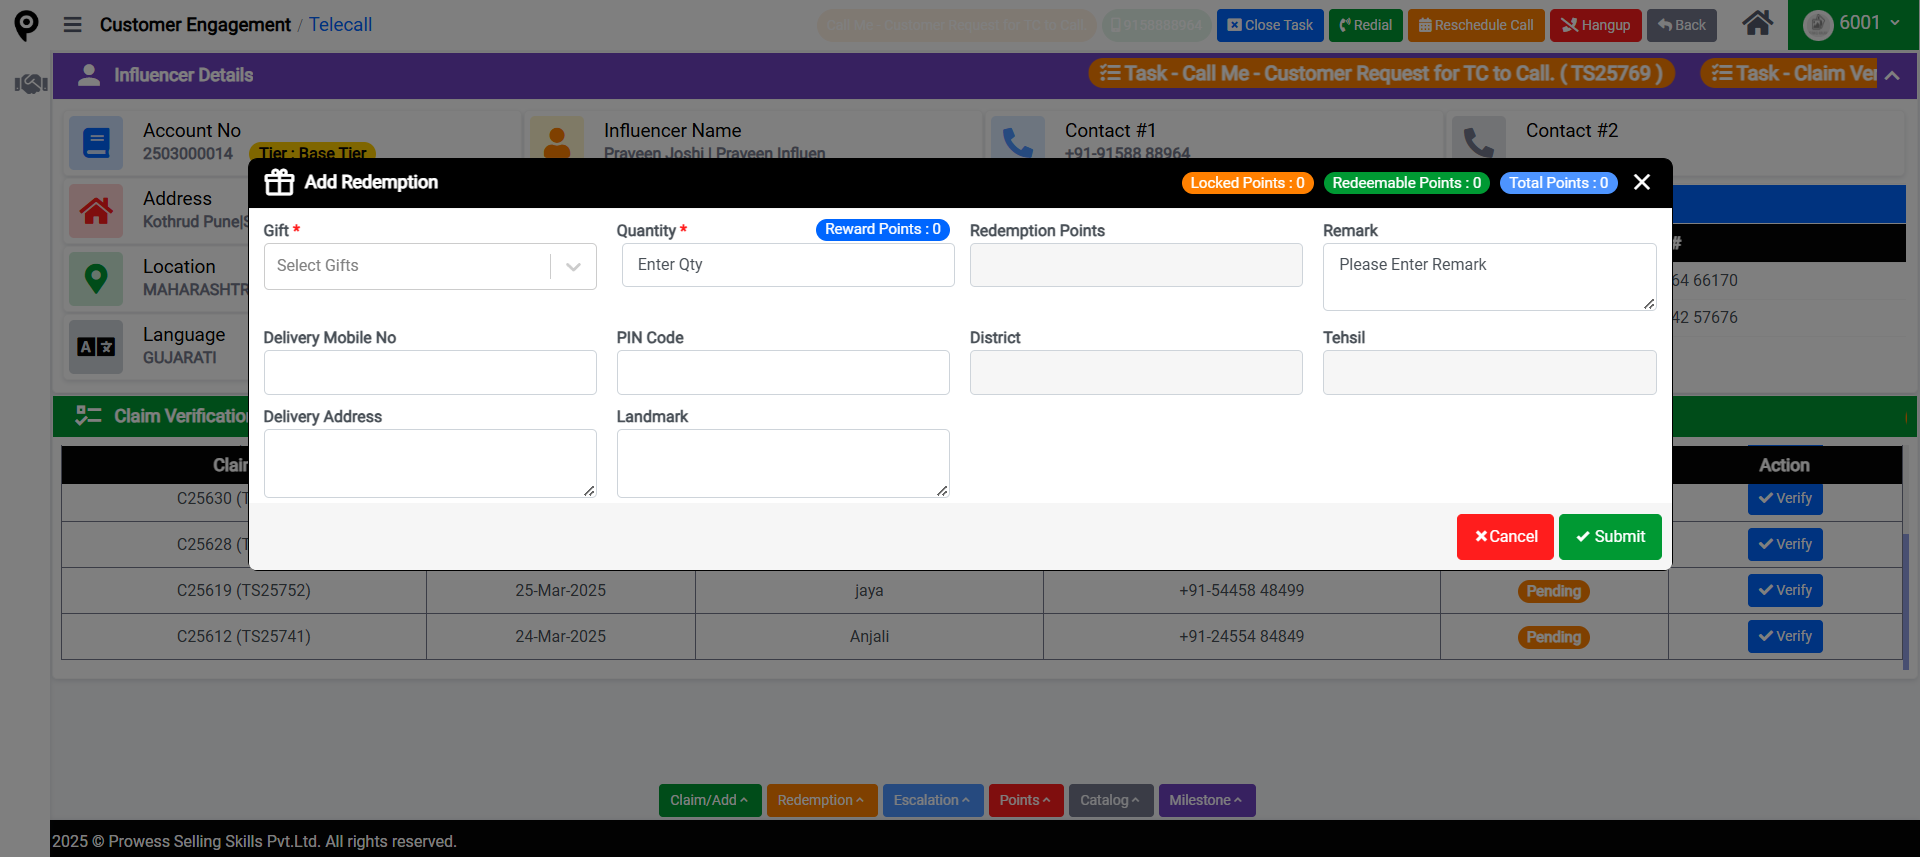 Customer Engagement / Telecall
Call Me - Customer Request for TC to Call.
9158888964
Close Task
Redial
Reschedule Call
Hangup
Back
6001
Influencer Details
Task - Call Me - Customer Request for TC to Call. ( TS25769 )
Task - Claim Ver
Account No
2503000014
Tier : Base Tier
Influencer Name
Praveen Joshi | Praveen Influen
Contact #1
+91-91588 88964
Contact #2
Address
Kothrud Pune|S
Location
MAHARASHTR
Language
GUJARATI
#
64 66170
42 57676
Add Redemption
Locked Points : 0
Redeemable Points : 0
Total Points : 0
Gift *
Select Gifts
Quantity *
Reward Points : 0
Enter Qty
Redemption Points
Remark
Please Enter Remark
Delivery Mobile No
PIN Code
District
Tehsil
Delivery Address
Landmark
Cancel
Submit
Claim Verification
Clai
Action
C25630 (T
Verify
C25628 (T
Verify
C25619 (TS25752) 25-Mar-2025 jaya +91-54458 48499 Pending Verify
C25612 (TS25741) 24-Mar-2025 Anjali +91-24554 84849 Pending Verify
Claim/Add
Redemption
Escalation
Points
Catalog
Milestone
2025 © Prowess Selling Skills Pvt.Ltd. All rights reserved.